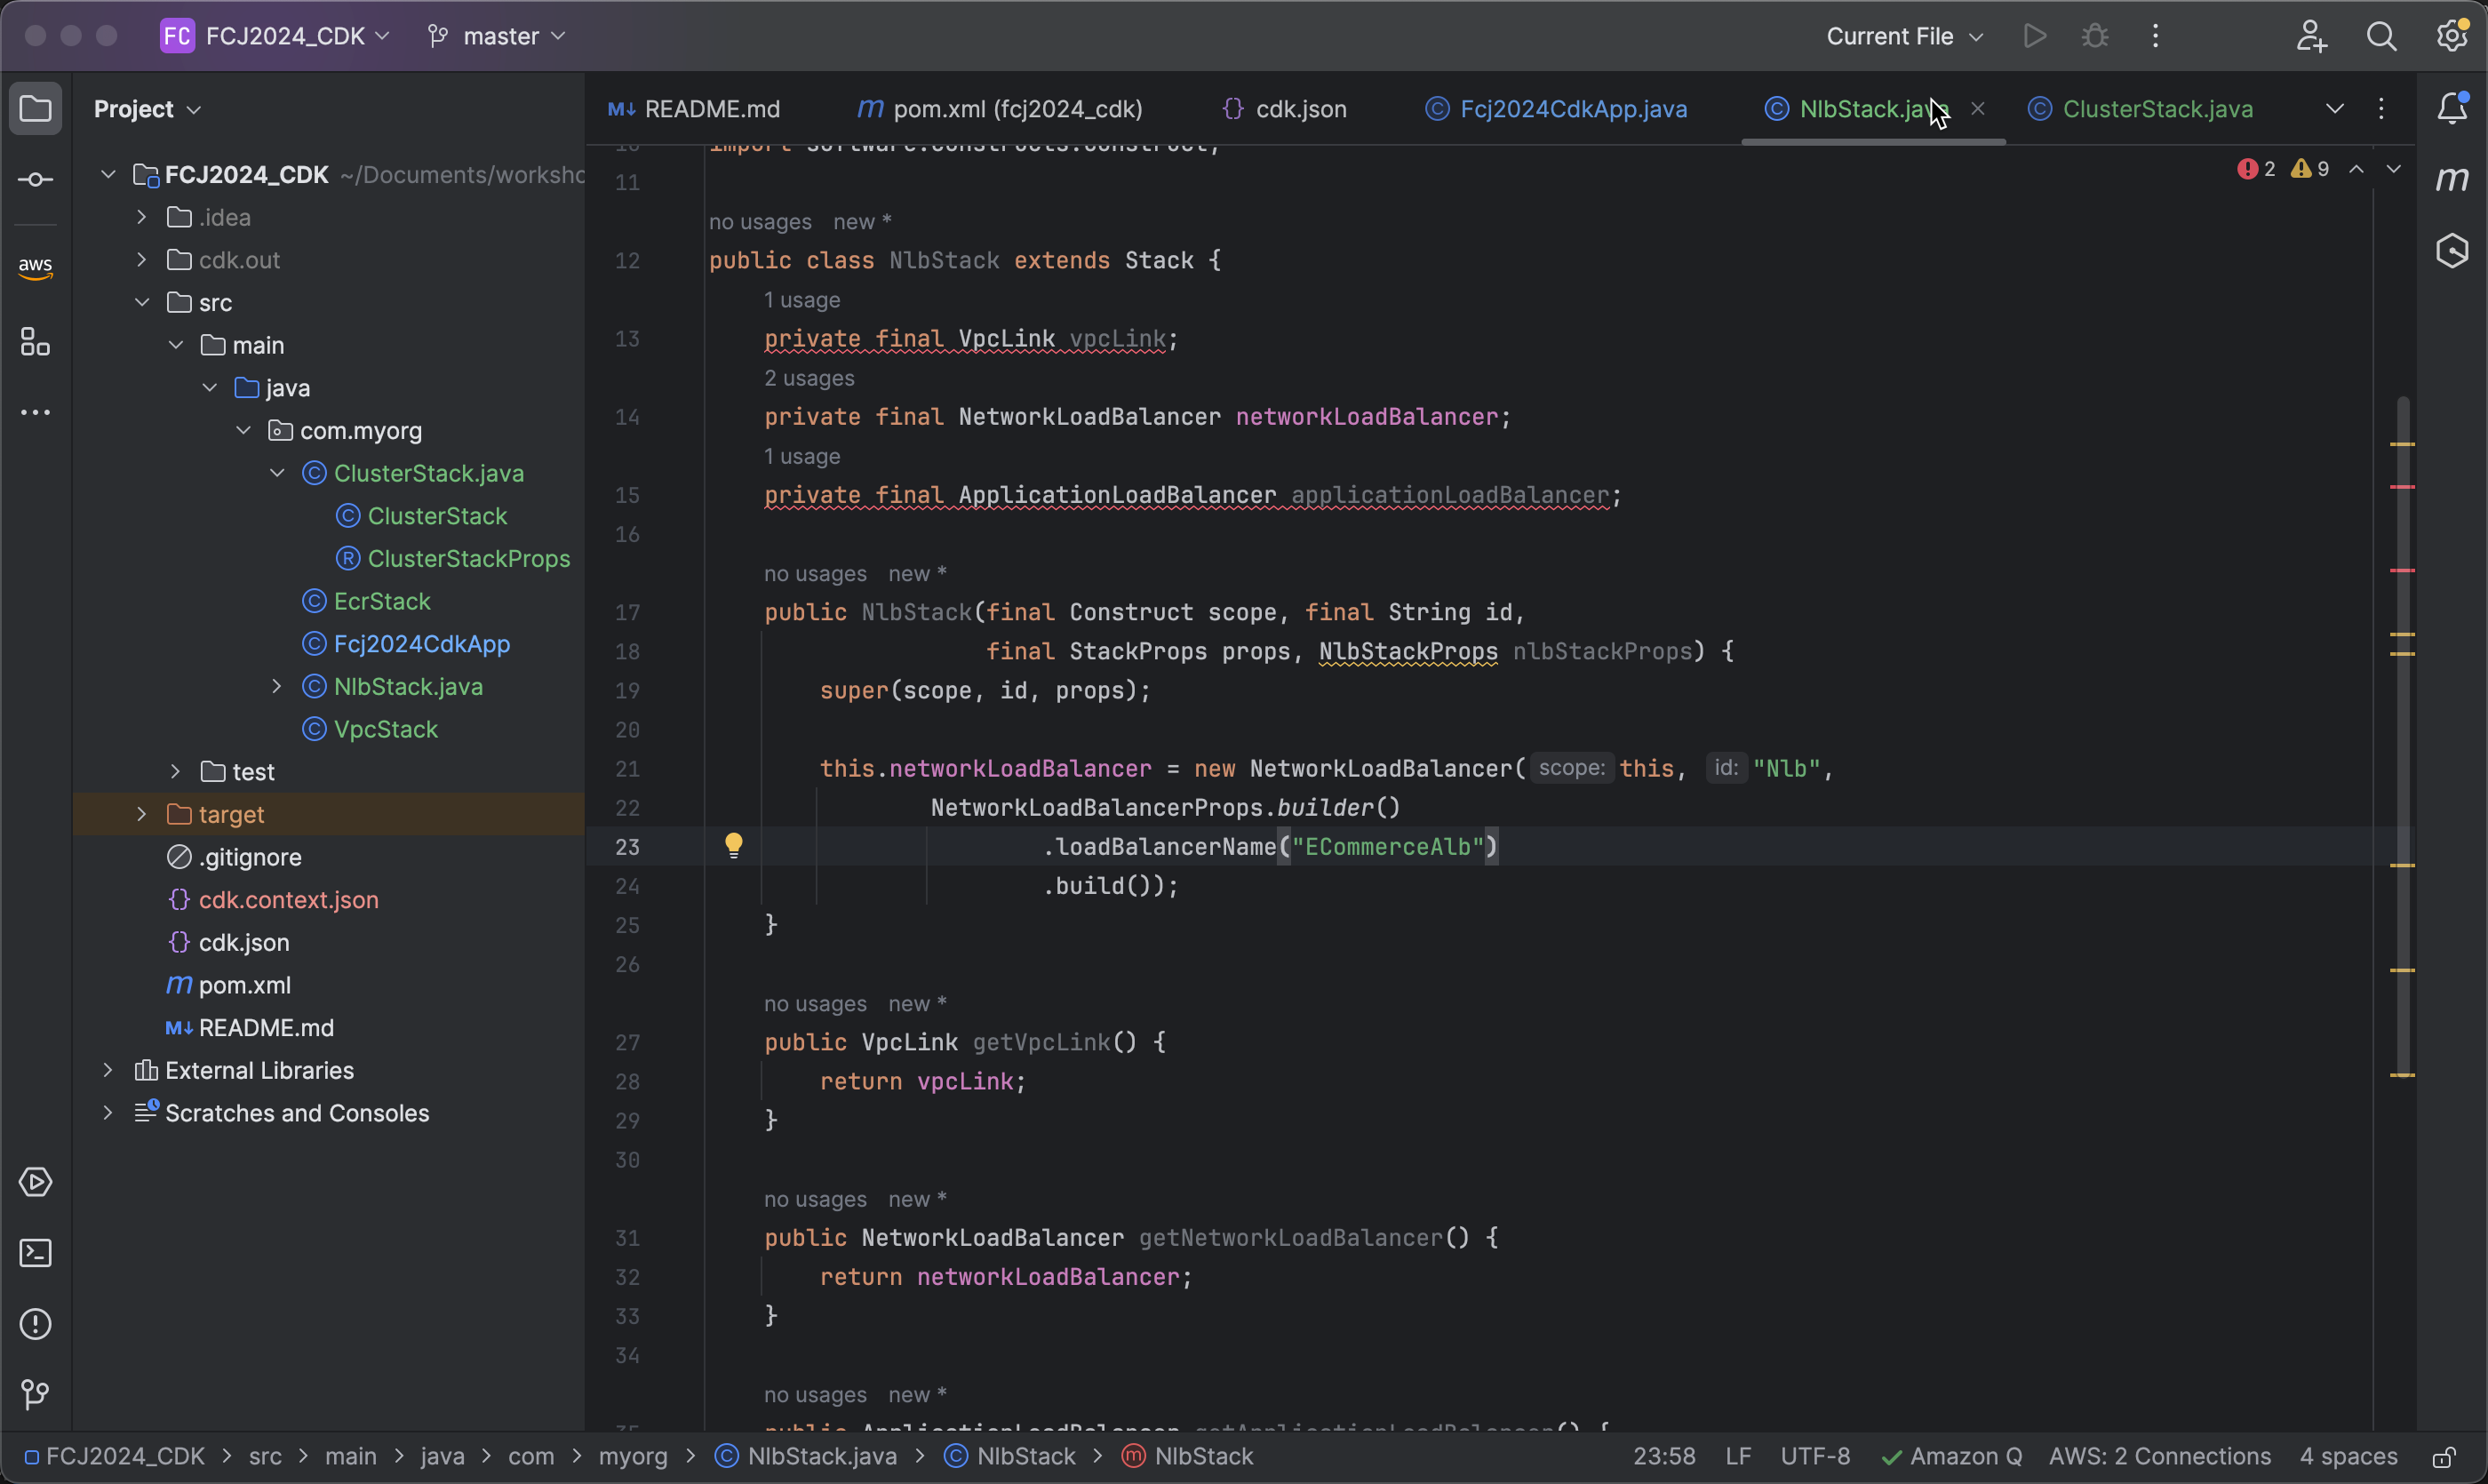 FC FCJ2024_CDK master Current File
Project
README.md pom.xml (fcj2024_cdk) cdk.json Fcj2024CdkApp.java NlbStack.java ClusterStack.java
2 9
FCJ2024_CDK ~/Documents/worksho
.idea
cdk.out
src
main
java
com.myorg
ClusterStack.java
ClusterStack
ClusterStackProps
EcrStack
Fcj2024CdkApp
NlbStack.java
VpcStack
test
target
.gitignore
cdk.context.json
cdk.json
pom.xml
README.md
External Libraries
Scratches and Consoles
aws
10 import software.constructs.Construct;
11
no usages new *
12 public class NlbStack extends Stack {
1 usage
13 private final VpcLink vpcLink;
2 usages
14 private final NetworkLoadBalancer networkLoadBalancer;
1 usage
15 private final ApplicationLoadBalancer applicationLoadBalancer;
16
no usages new *
17 public NlbStack(final Construct scope, final String id,
18 final StackProps props, NlbStackProps nlbStackProps) {
19 super(scope, id, props);
20
21 this.networkLoadBalancer = new NetworkLoadBalancer( scope: this, id: "Nlb",
22 NetworkLoadBalancerProps.builder()
23 .loadBalancerName("ECommerceAlb")
24 .build());
25 }
26
no usages new *
27 public VpcLink getVpcLink() {
28 return vpcLink;
29 }
30
no usages new *
31 public NetworkLoadBalancer getNetworkLoadBalancer() {
32 return networkLoadBalancer;
33 }
34
no usages new *
35 public ApplicationLoadBalancer getApplicationLoadBalancer() {
FCJ2024_CDK > src > main > java > com > myorg > NlbStack.java > NlbStack > NlbStack 23:58 LF UTF-8 Amazon Q AWS: 2 Connections 4 spaces